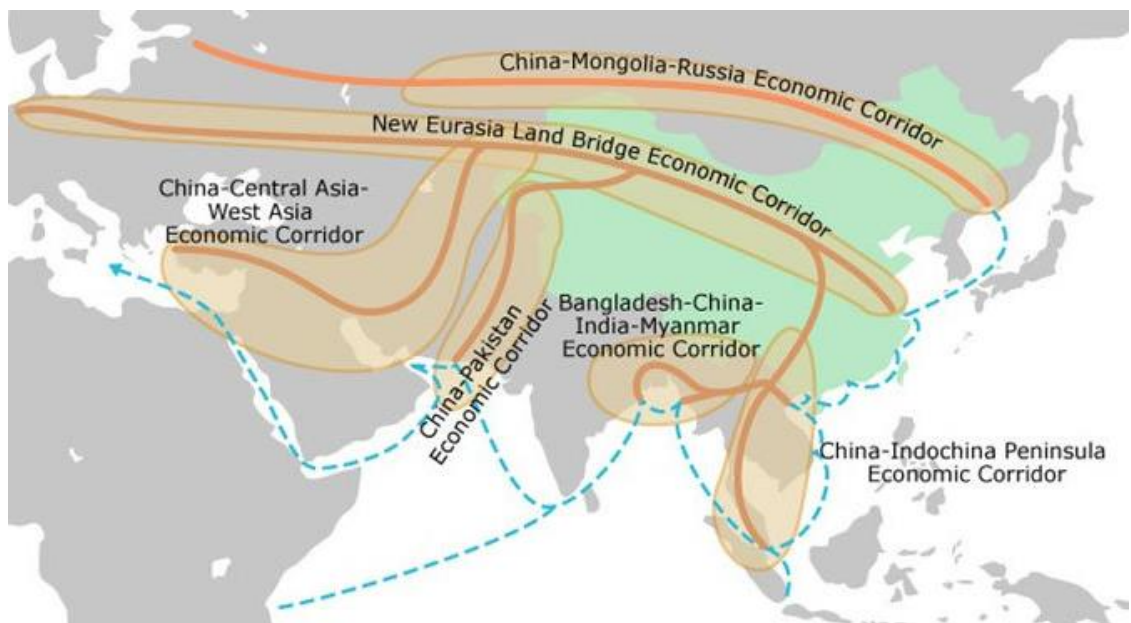 China-Mongolia-Russia Economic Corridor
New Eurasia Land Bridge Economic Corridor
China-Central Asia-
West Asia
Economic Corridor
China-Pakistan
Economic Corridor
Bangladesh-China-
India-Myanmar
Economic Corridor
China-Indochina Peninsula
Economic Corridor